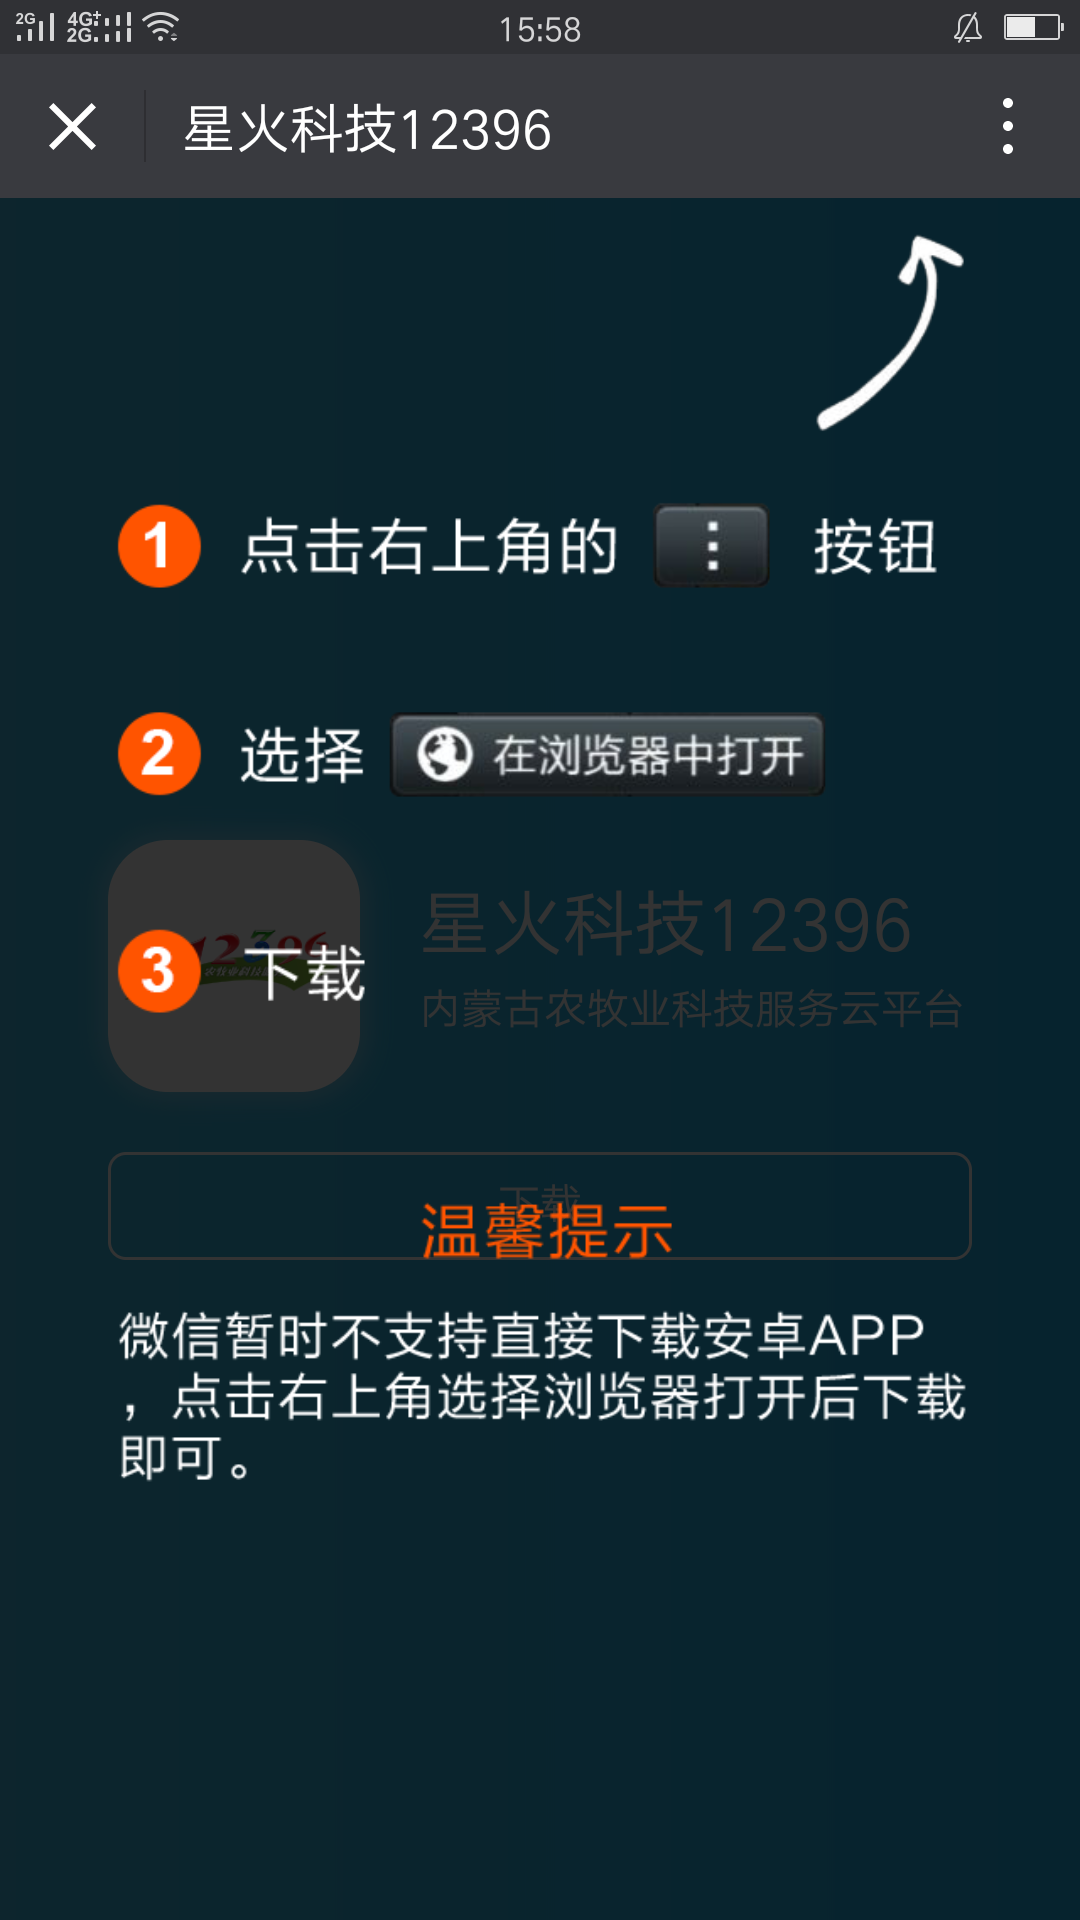 2G 4G+ 2G 15:58
星火科技12396
1 点击右上角的 按钮
2 选择 在浏览器中打开
星火科技12396
12396
3 下载
内蒙古农牧业科技服务云平台
下载
温馨提示
微信暂时不支持直接下载安卓APP
，点击右上角选择浏览器打开后下载
即可。